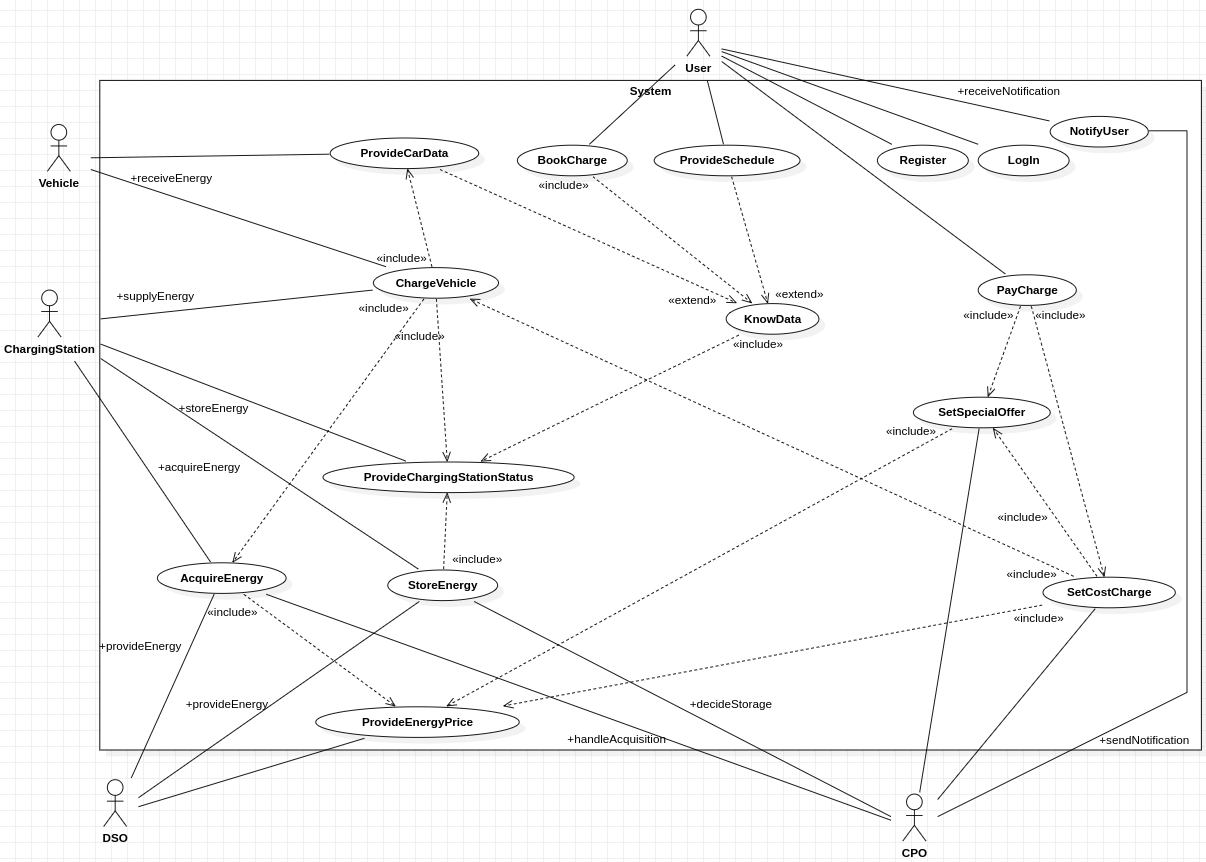 User
System
+receiveNotification
NotifyUser
Vehicle
ProvideCarData
BookCharge
ProvideSchedule
Register
LogIn
+receiveEnergy
«include»
«include»
ChargeVehicle
PayCharge
+supplyEnergy
«extend»
«extend»
«include»
«include»
«include»
KnowData
«include»
«include»
ChargingStation
+storeEnergy
SetSpecialOffer
«include»
+acquireEnergy
ProvideChargingStationStatus
«include»
«include»
«include»
AcquireEnergy
StoreEnergy
SetCostCharge
«include»
«include»
+provideEnergy
+provideEnergy
+decideStorage
ProvideEnergyPrice
+handleAcquisition
+sendNotification
DSO
CPO